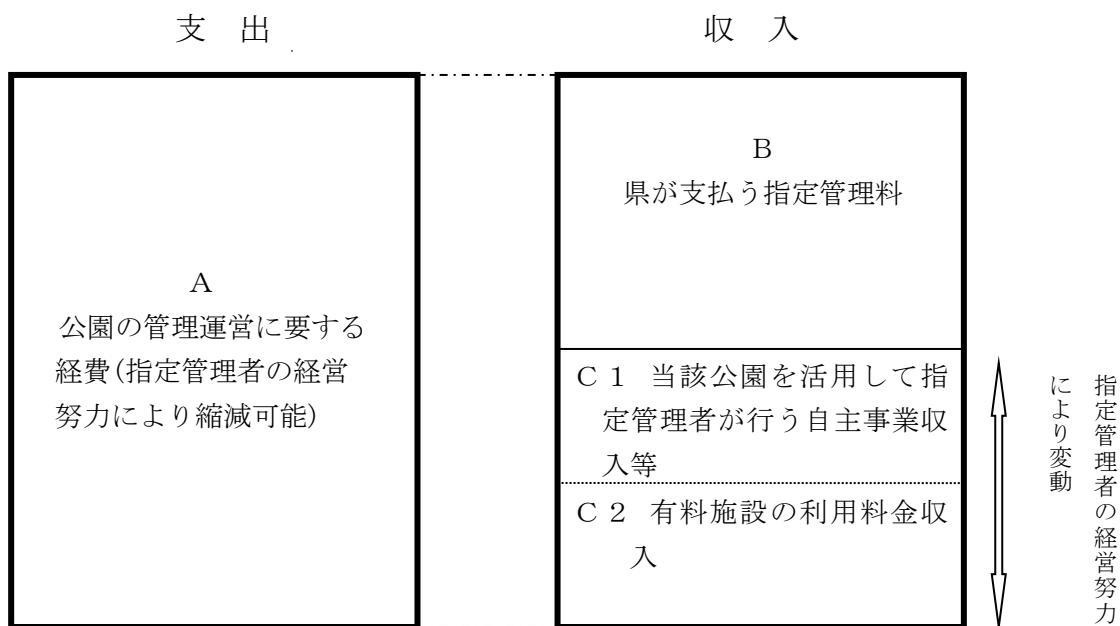 支 出
収 入
A
公園の管理運営に要する
経費(指定管理者の経営
努力により縮減可能)
B
県が支払う指定管理料
C1 当該公園を活用して指
定管理者が行う自主事業収
入等
C2 有料施設の利用料金収
入
指定管理者の経営努力
により変動